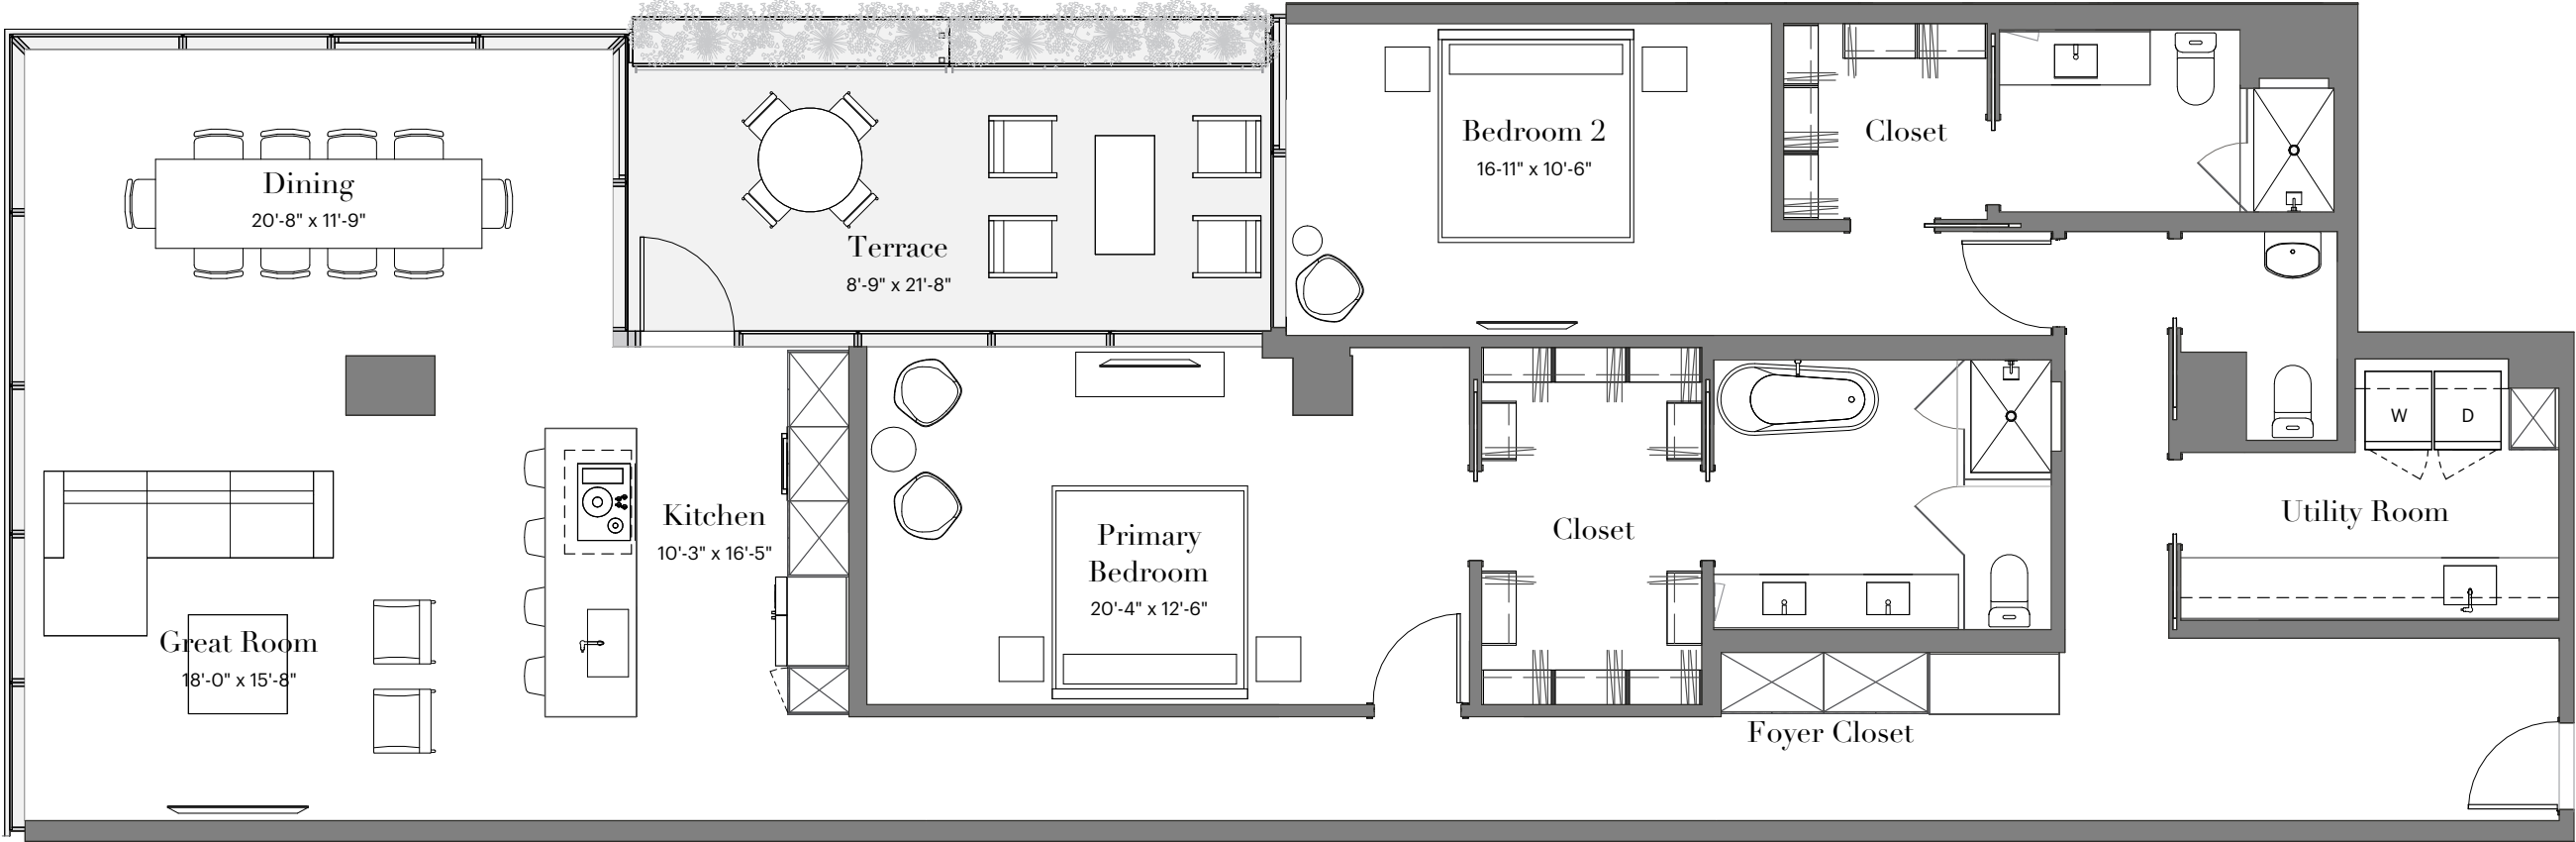 Dining
20'-8" x 11'-9"
Terrace
8'-9" x 21'-8"
Bedroom 2
16-11" x 10'-6"
Closet
Great Room
18'-0" x 15'-8"
Kitchen
10'-3" x 16'-5"
Primary
Bedroom
20'-4" x 12'-6"
Closet
W
D
Utility Room
Foyer Closet